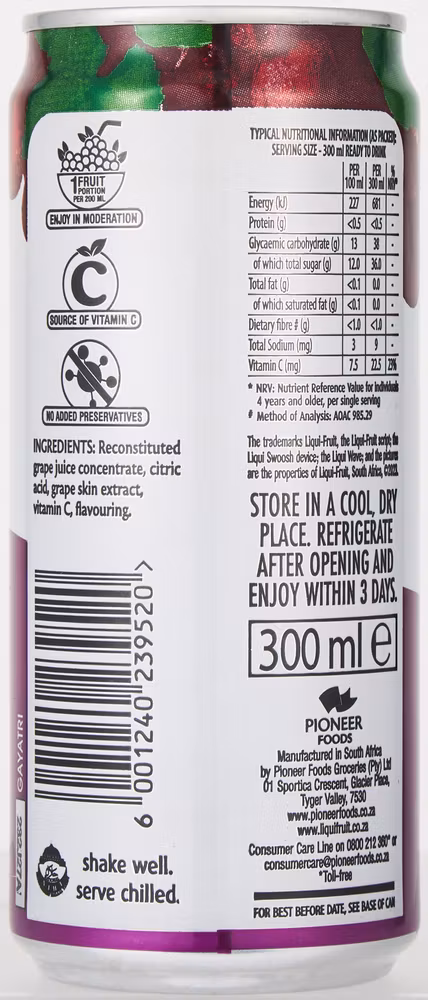 1 FRUIT
PORTION
PER 200 ML
ENJOY IN MODERATION
C
SOURCE OF VITAMIN C
NO ADDED PRESERVATIVES
INGREDIENTS: Reconstituted
grape juice concentrate, citric
acid, grape skin extract,
vitamin C, flavouring.
6 001240 239520 >
GAYATRI
shake well.
serve chilled.
TYPICAL NUTRITIONAL INFORMATION (AS PACKED):
SERVING SIZE - 300 ml READY TO DRINK
PER 100 ml PER 300 ml % NRV*
Energy (kJ) 227 681 -
Protein (g) <0.5 <0.5 -
Glycaemic carbohydrate (g) 13 38 -
of which total sugar (g) 12.0 36.0 -
Total fat (g) <0.1 0.0 -
of which saturated fat (g) <0.1 0.0 -
Dietary fibre # (g) <1.0 <1.0 -
Total Sodium (mg) 3 9 -
Vitamin C (mg) 7.5 22.5 23%
* NRV: Nutrient Reference Value for individuals
4 years and older, per single serving
# Method of Analysis: AOAC 985.29
The trademarks Liqui-Fruit, the Liqui-Fruit script; the
Liqui Swoosh device; the Liqui Wave; and the pictures
are the properties of Liqui-Fruit, South Africa,
STORE IN A COOL, DRY
PLACE. REFRIGERATE
AFTER OPENING AND
ENJOY WITHIN 3 DAYS.
300 ml e
PIONEER
FOODS
Manufactured in South Africa
by Pioneer Foods Groceries (Pty) Ltd
01 Sportica Crescent, Glacier Place,
Tyger Valley, 7530
www.pioneerfoods.co.za
www.liquifruit.co.za
Consumer Care Line on 0800 212 360* or
consumercare@pioneerfoods.co.za
*Toll-free
FOR BEST BEFORE DATE, SEE BASE OF CAN